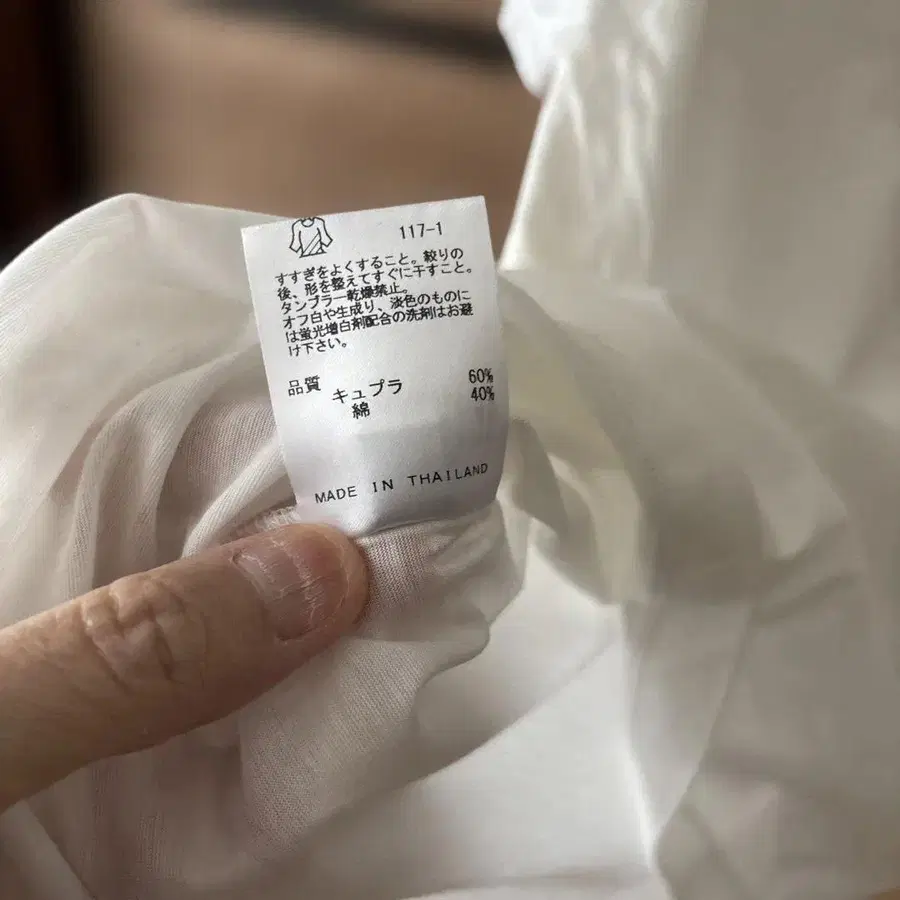 117-1
すすぎをよくすること。絞りの
後、形を整えてすぐに干すこと。
タンブラー乾燥禁止。
オフ白や生成り、淡色のものに
は蛍光増白剤配合の洗剤はお避
け下さい。
品質 キュプラ 60%
綿 40%
MADE IN THAILAND